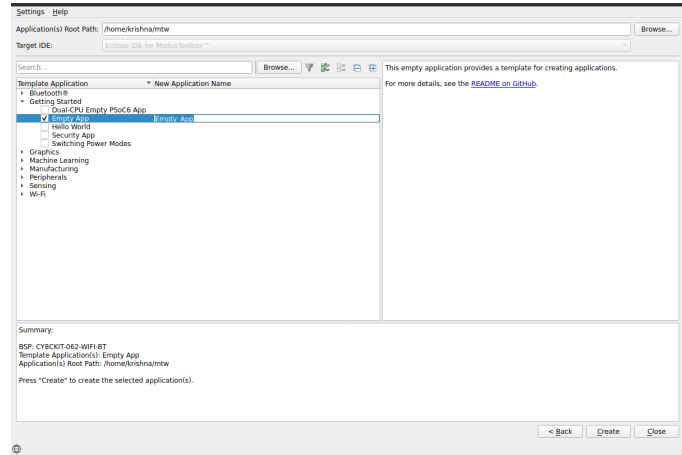 Settings Help
Application(s) Root Path: /home/krishna/mtw Browse...
Target IDE: Eclipse IDE for ModusToolbox™
Search... Browse...
Template Application New Application Name
Bluetooth®
Getting Started
Dual-CPU Empty PSoC6 App
Empty App Empty App
Hello World
Security App
Switching Power Modes
Graphics
Machine Learning
Manufacturing
Peripherals
Sensing
Wi-Fi
This empty application provides a template for creating applications.
For more details, see the README on GitHub.
Summary:
BSP: CY8CKIT-062-WIFI-BT
Template Application(s): Empty App
Application(s) Root Path: /home/krishna/mtw
Press "Create" to create the selected application(s).
< Back Create Close